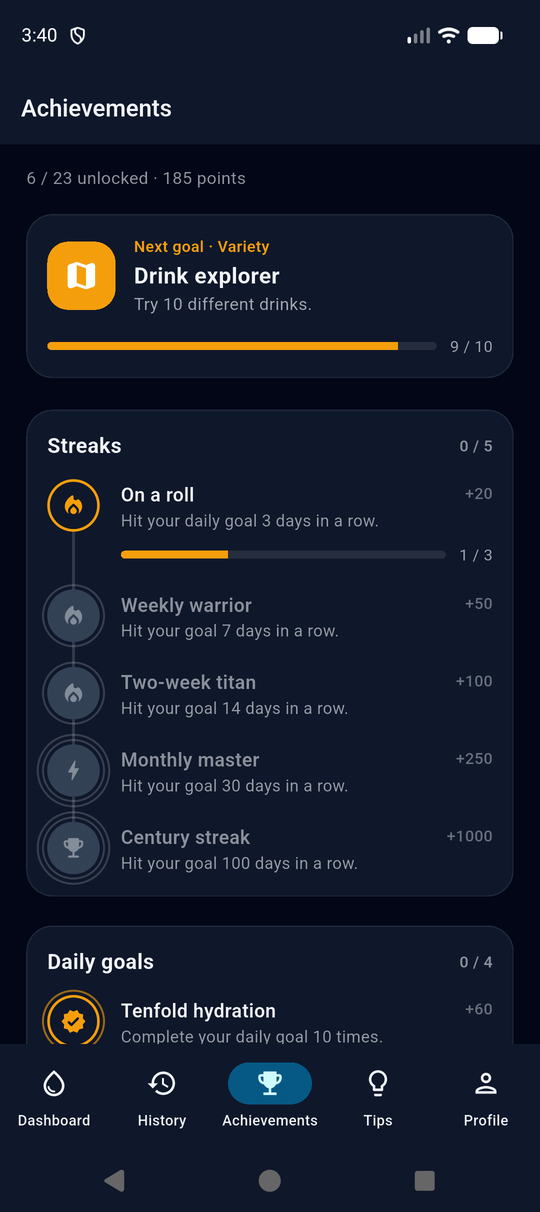 3:40
Achievements
6 / 23 unlocked · 185 points
Next goal · Variety
Drink explorer
Try 10 different drinks.
9 / 10
Streaks
0 / 5
On a roll
+20
Hit your daily goal 3 days in a row.
1 / 3
Weekly warrior
+50
Hit your goal 7 days in a row.
Two-week titan
+100
Hit your goal 14 days in a row.
Monthly master
+250
Hit your goal 30 days in a row.
Century streak
+1000
Hit your goal 100 days in a row.
Daily goals
0 / 4
Tenfold hydration
+60
Complete your daily goal 10 times.
Dashboard
History
Achievements
Tips
Profile